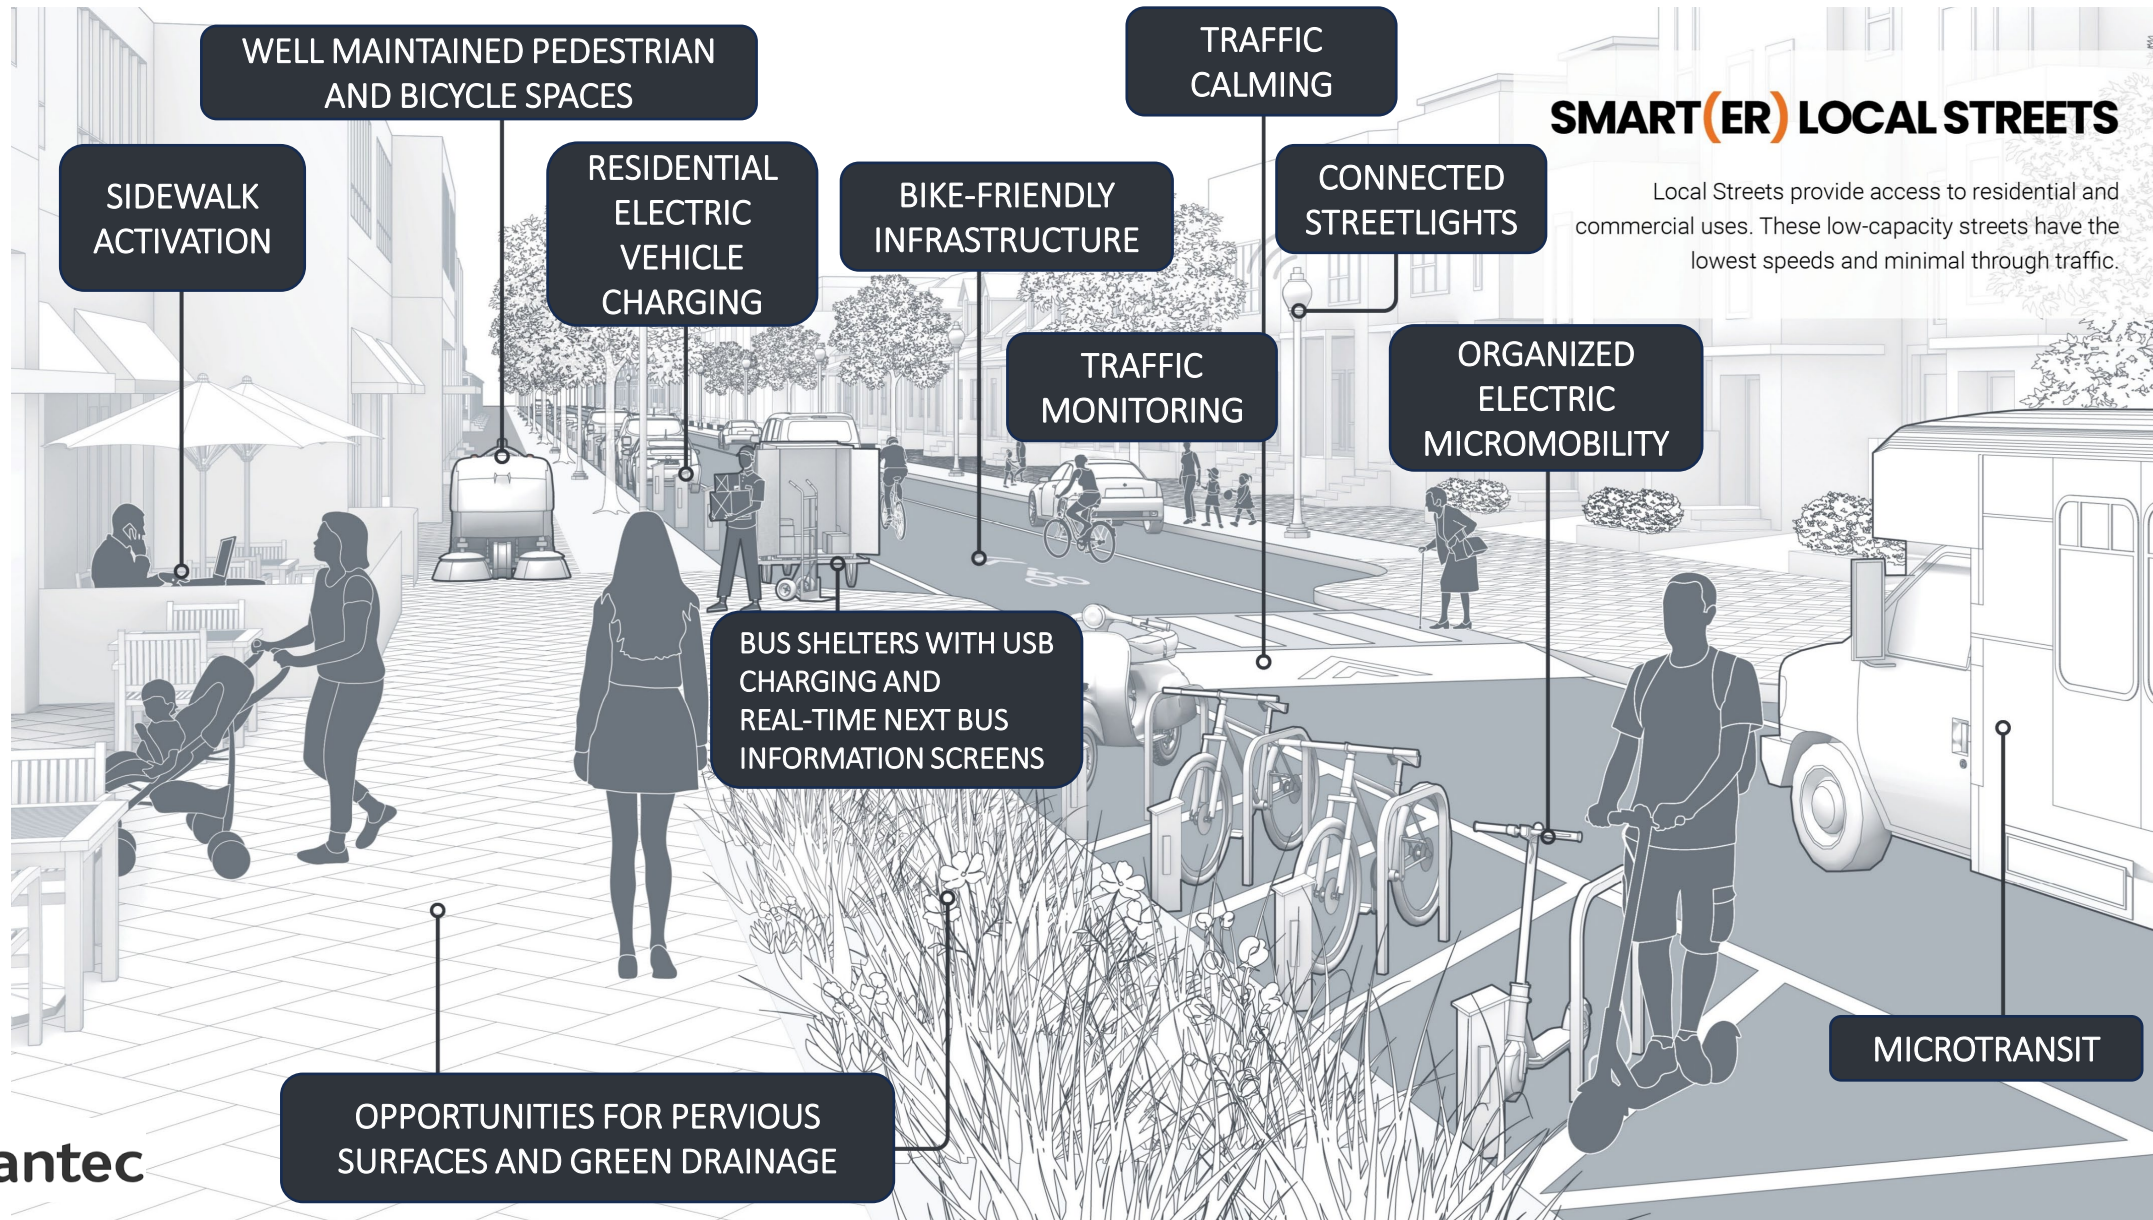 WELL MAINTAINED PEDESTRIAN
AND BICYCLE SPACES
TRAFFIC
CALMING
SMART(ER) LOCAL STREETS
Local Streets provide access to residential and
commercial uses. These low-capacity streets have the
lowest speeds and minimal through traffic.
SIDEWALK
ACTIVATION
RESIDENTIAL
ELECTRIC
VEHICLE
CHARGING
BIKE-FRIENDLY
INFRASTRUCTURE
CONNECTED
STREETLIGHTS
TRAFFIC
MONITORING
ORGANIZED
ELECTRIC
MICROMOBILITY
BUS SHELTERS WITH USB
CHARGING AND
REAL-TIME NEXT BUS
INFORMATION SCREENS
MICROTRANSIT
OPPORTUNITIES FOR PERVIOUS
SURFACES AND GREEN DRAINAGE
antec